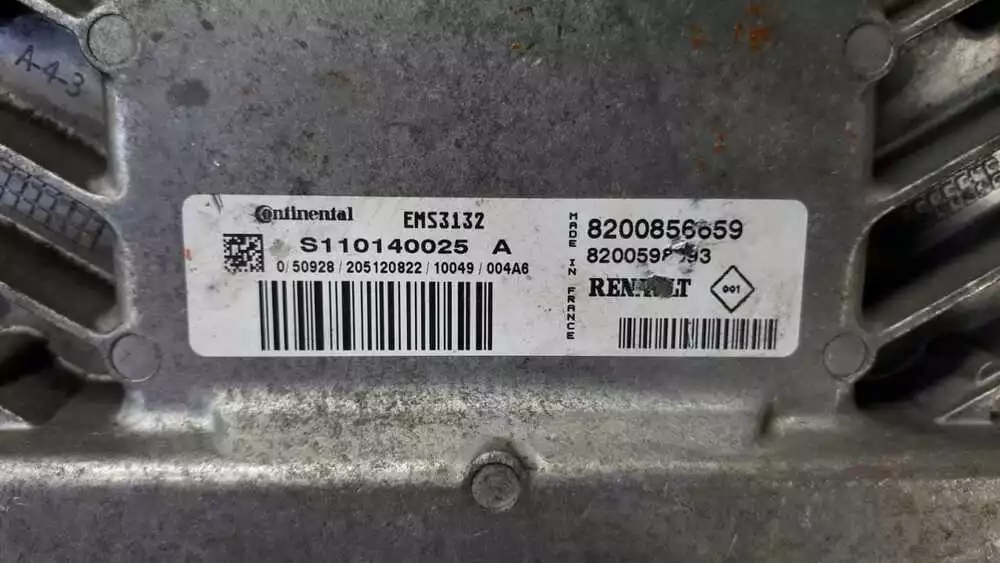 A-4-3
Continental EMS3132
S110140025 A
0/50928/205120822/10049/004A6
MADE IN FRANCE
8200856659
RENAULT
001